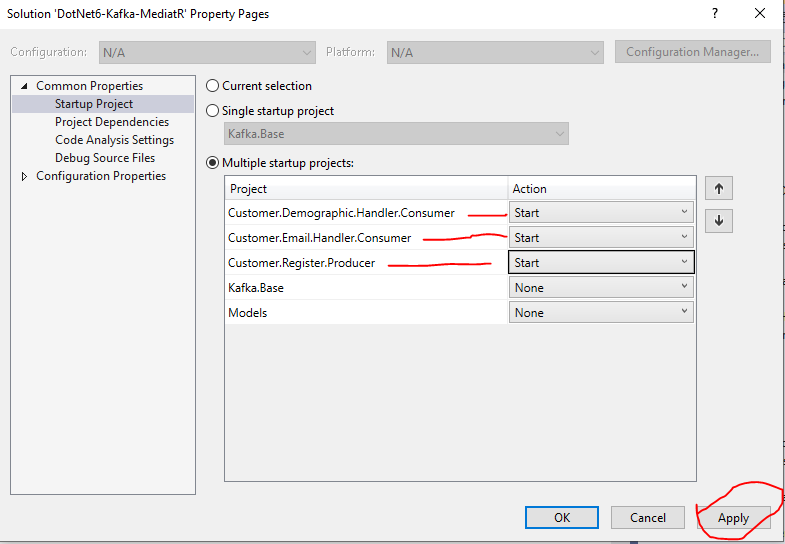 Solution 'DotNet6-Kafka-MediatR' Property Pages
Configuration: N/A Platform: N/A Configuration Manager...
Common Properties
Startup Project
Project Dependencies
Code Analysis Settings
Debug Source Files
Configuration Properties
Current selection
Single startup project
Kafka.Base
Multiple startup projects:
Project Action
Customer.Demographic.Handler.Consumer Start
Customer.Email.Handler.Consumer Start
Customer.Register.Producer Start
Kafka.Base None
Models None
OK Cancel Apply